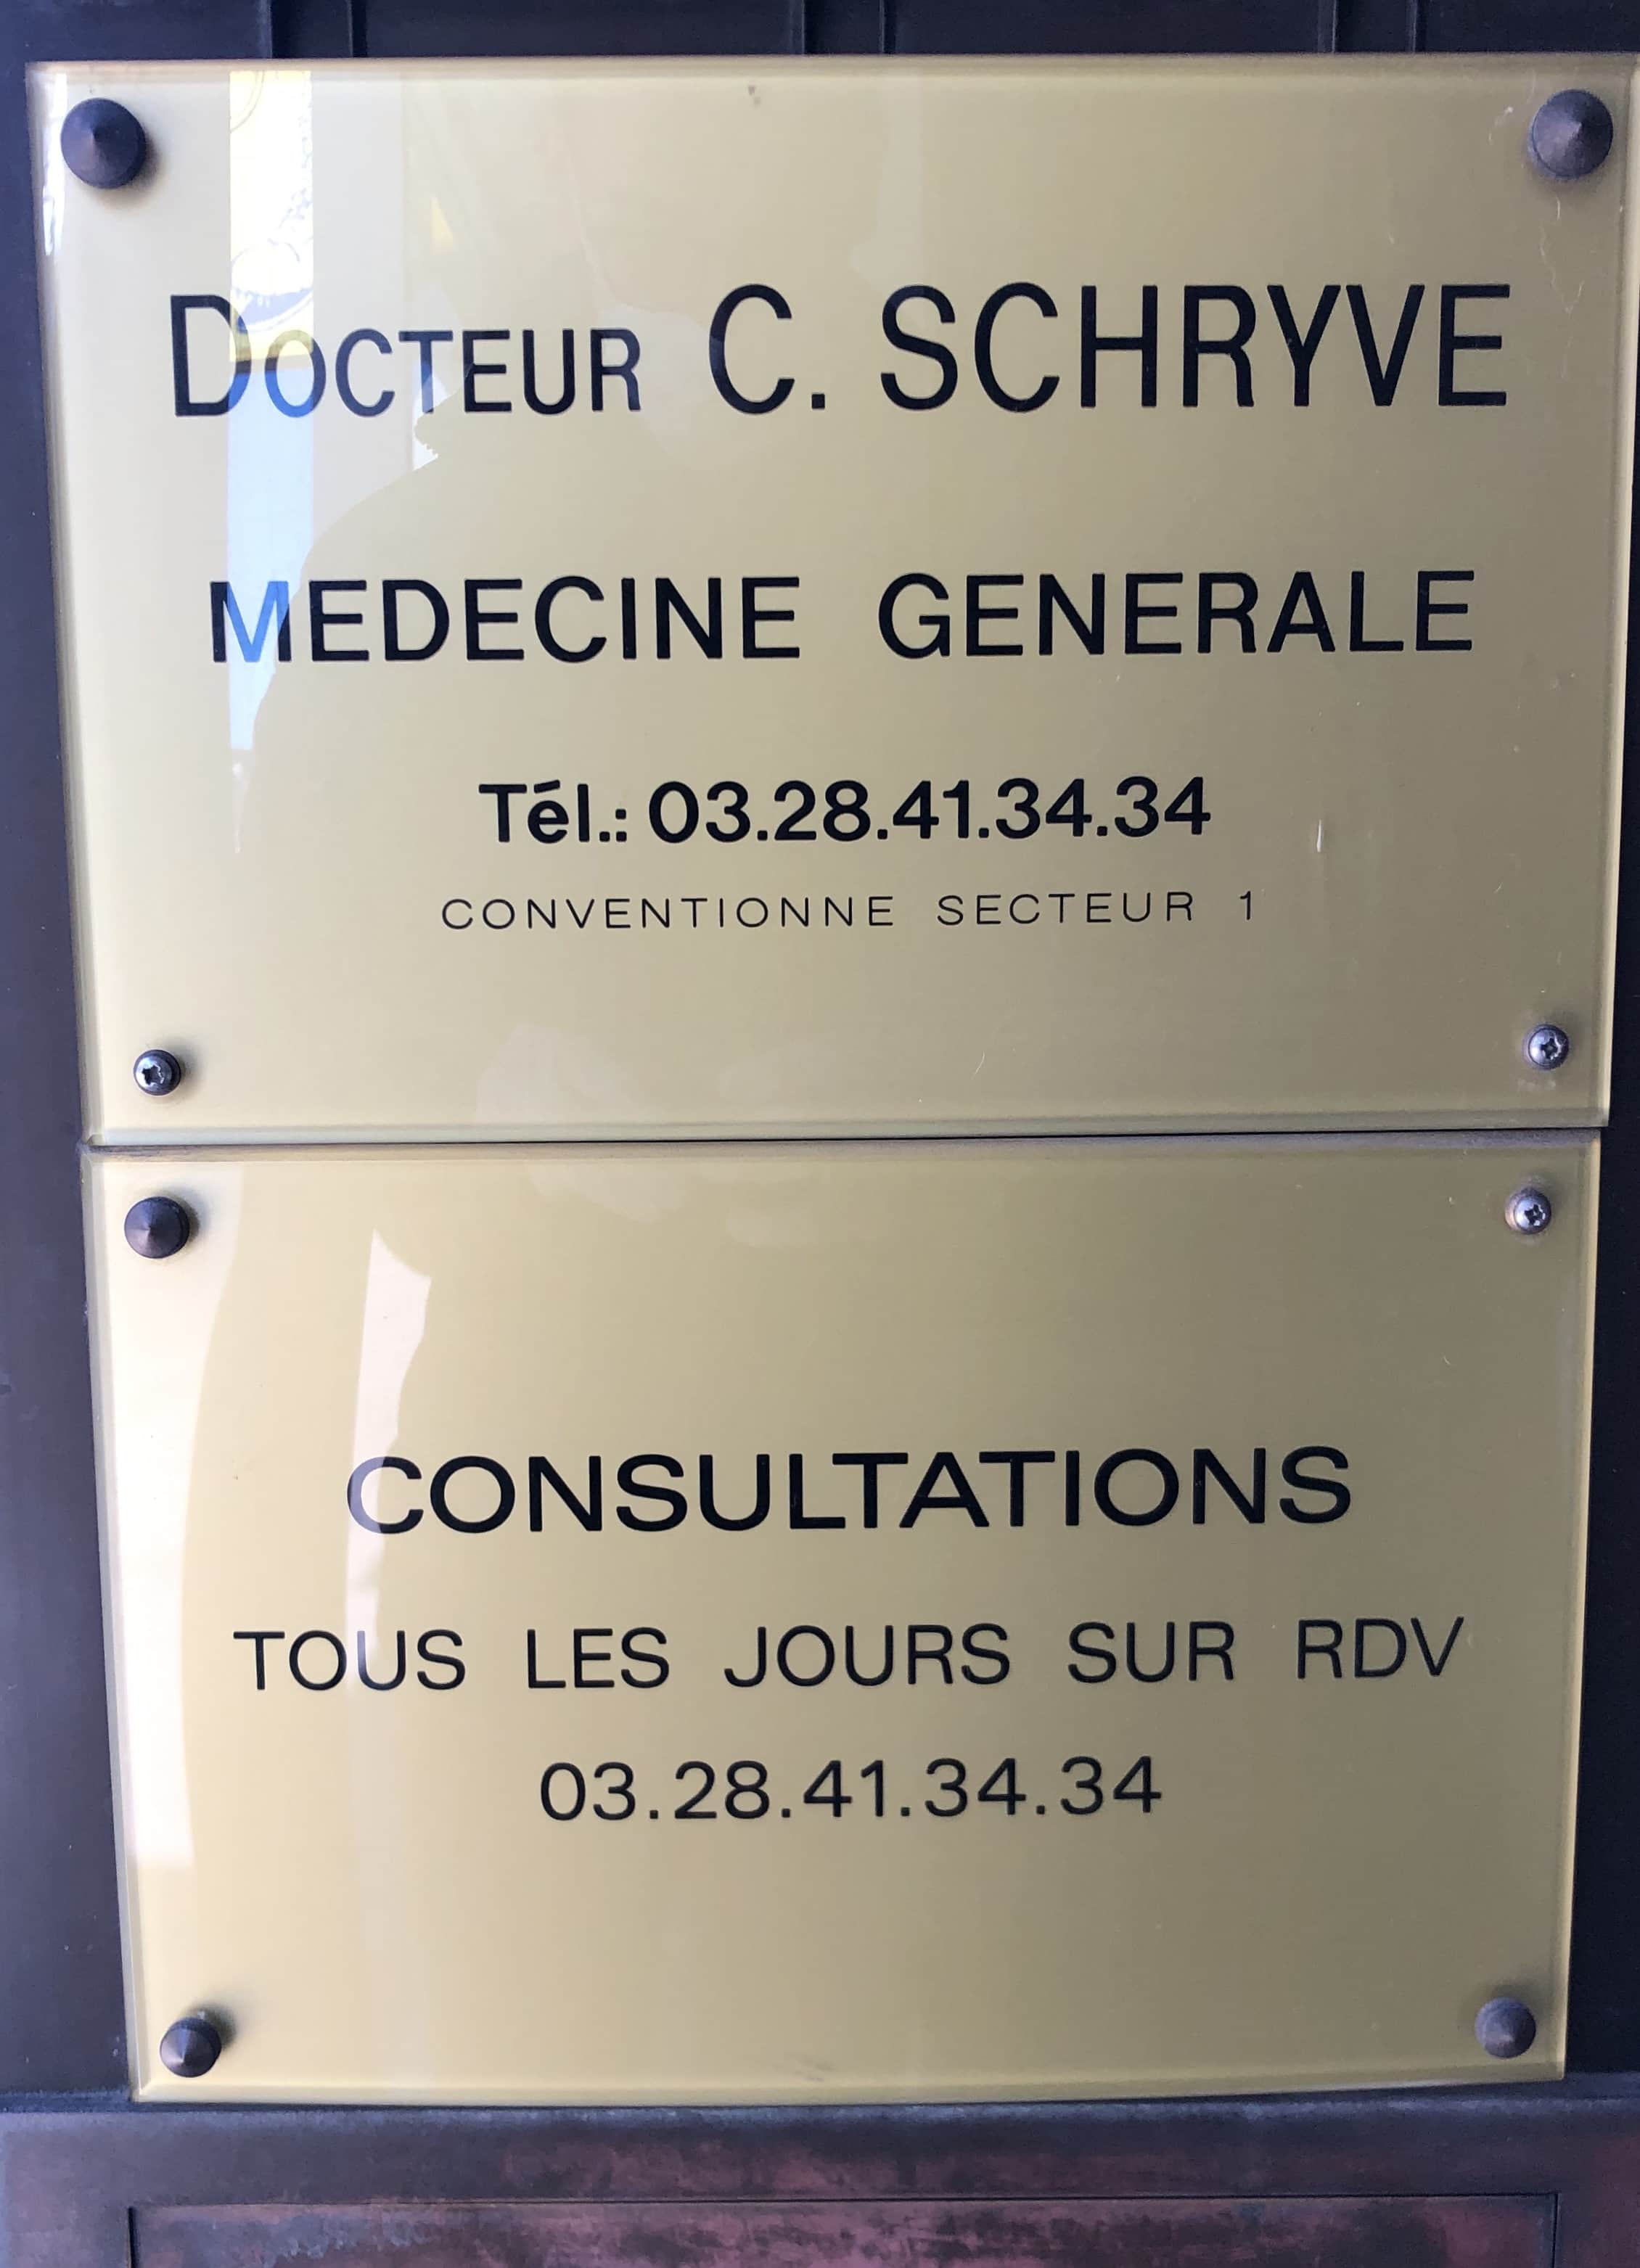 DOCTEUR C. SCHRYVE
MEDECINE GENERALE
Tél.: 03.28.41.34.34
CONVENTIONNE SECTEUR 1
CONSULTATIONS
TOUS LES JOURS SUR RDV
03.28.41.34.34